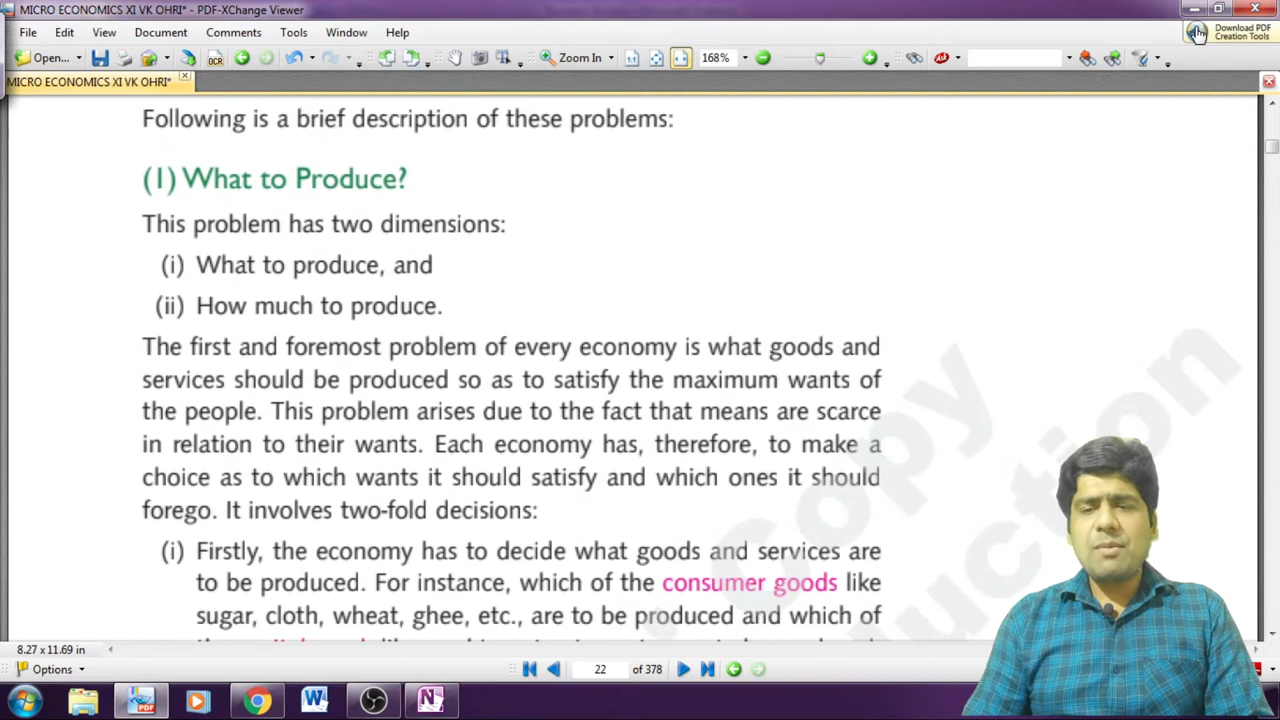 MICRO ECONOMICS XI VK OHRI* - PDF-XChange Viewer
File Edit View Document Comments Tools Window Help
Download PDF
Creation Tools
Open... OCR Zoom In 168%
MICRO ECONOMICS XI VK OHRI*
Following is a brief description of these problems:
(1) What to Produce?
This problem has two dimensions:
(i) What to produce, and
(ii) How much to produce.
The first and foremost problem of every economy is what goods and
services should be produced so as to satisfy the maximum wants of
the people. This problem arises due to the fact that means are scarce
in relation to their wants. Each economy has, therefore, to make a
choice as to which wants it should satisfy and which ones it should
forego. It involves two-fold decisions:
(i) Firstly, the economy has to decide what goods and services are
to be produced. For instance, which of the consumer goods like
sugar, cloth, wheat, ghee, etc., are to be produced and which of
Copy
8.27 x 11.69 in
Options 22 of 378